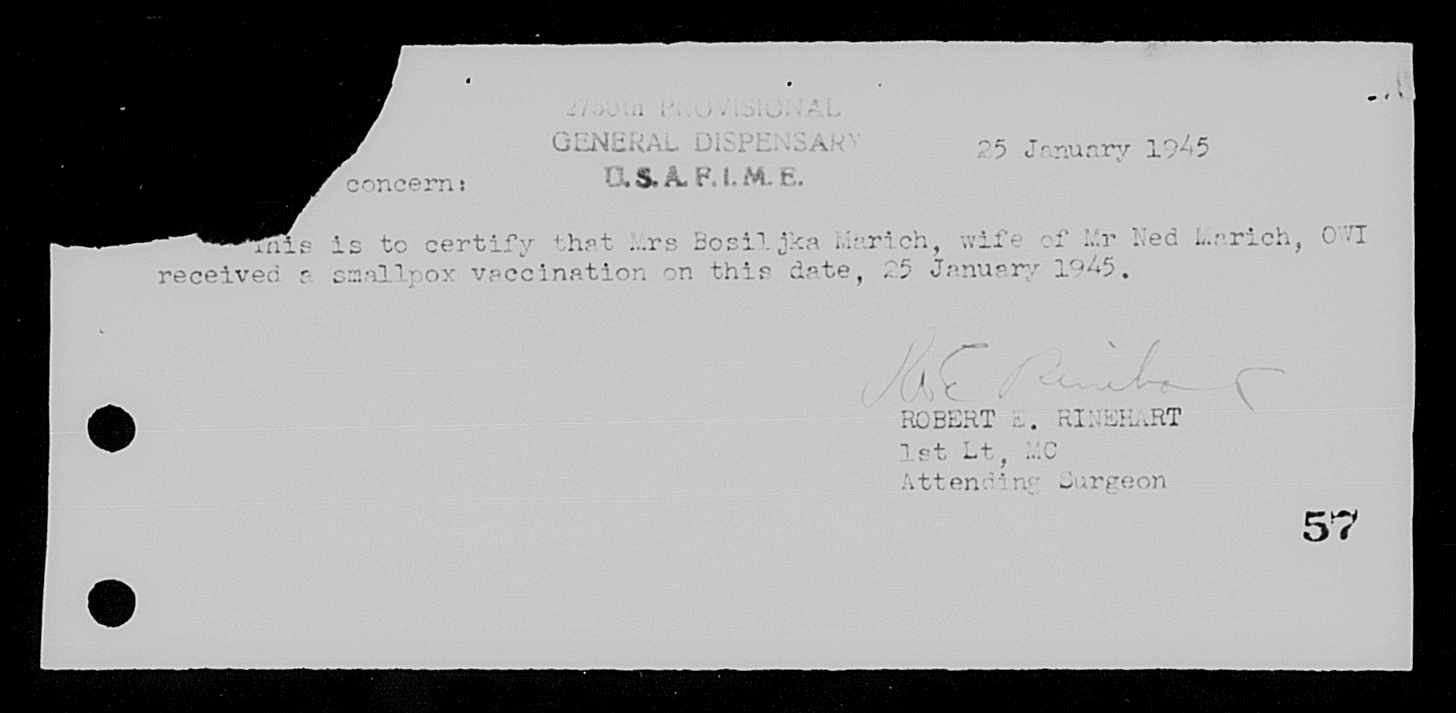 PROVISIONAL
GENERAL DISPENSARY
U.S.A.F.I.M.E.
25 January 1945
concern:
This is to certify that Mrs Bosiljka Marich, wife of Mr Ned Marich, OWI
received a smallpox vaccination on this date, 25 January 1945.
ROBERT E. RINEHART
1st Lt, MC
Attending Surgeon
57